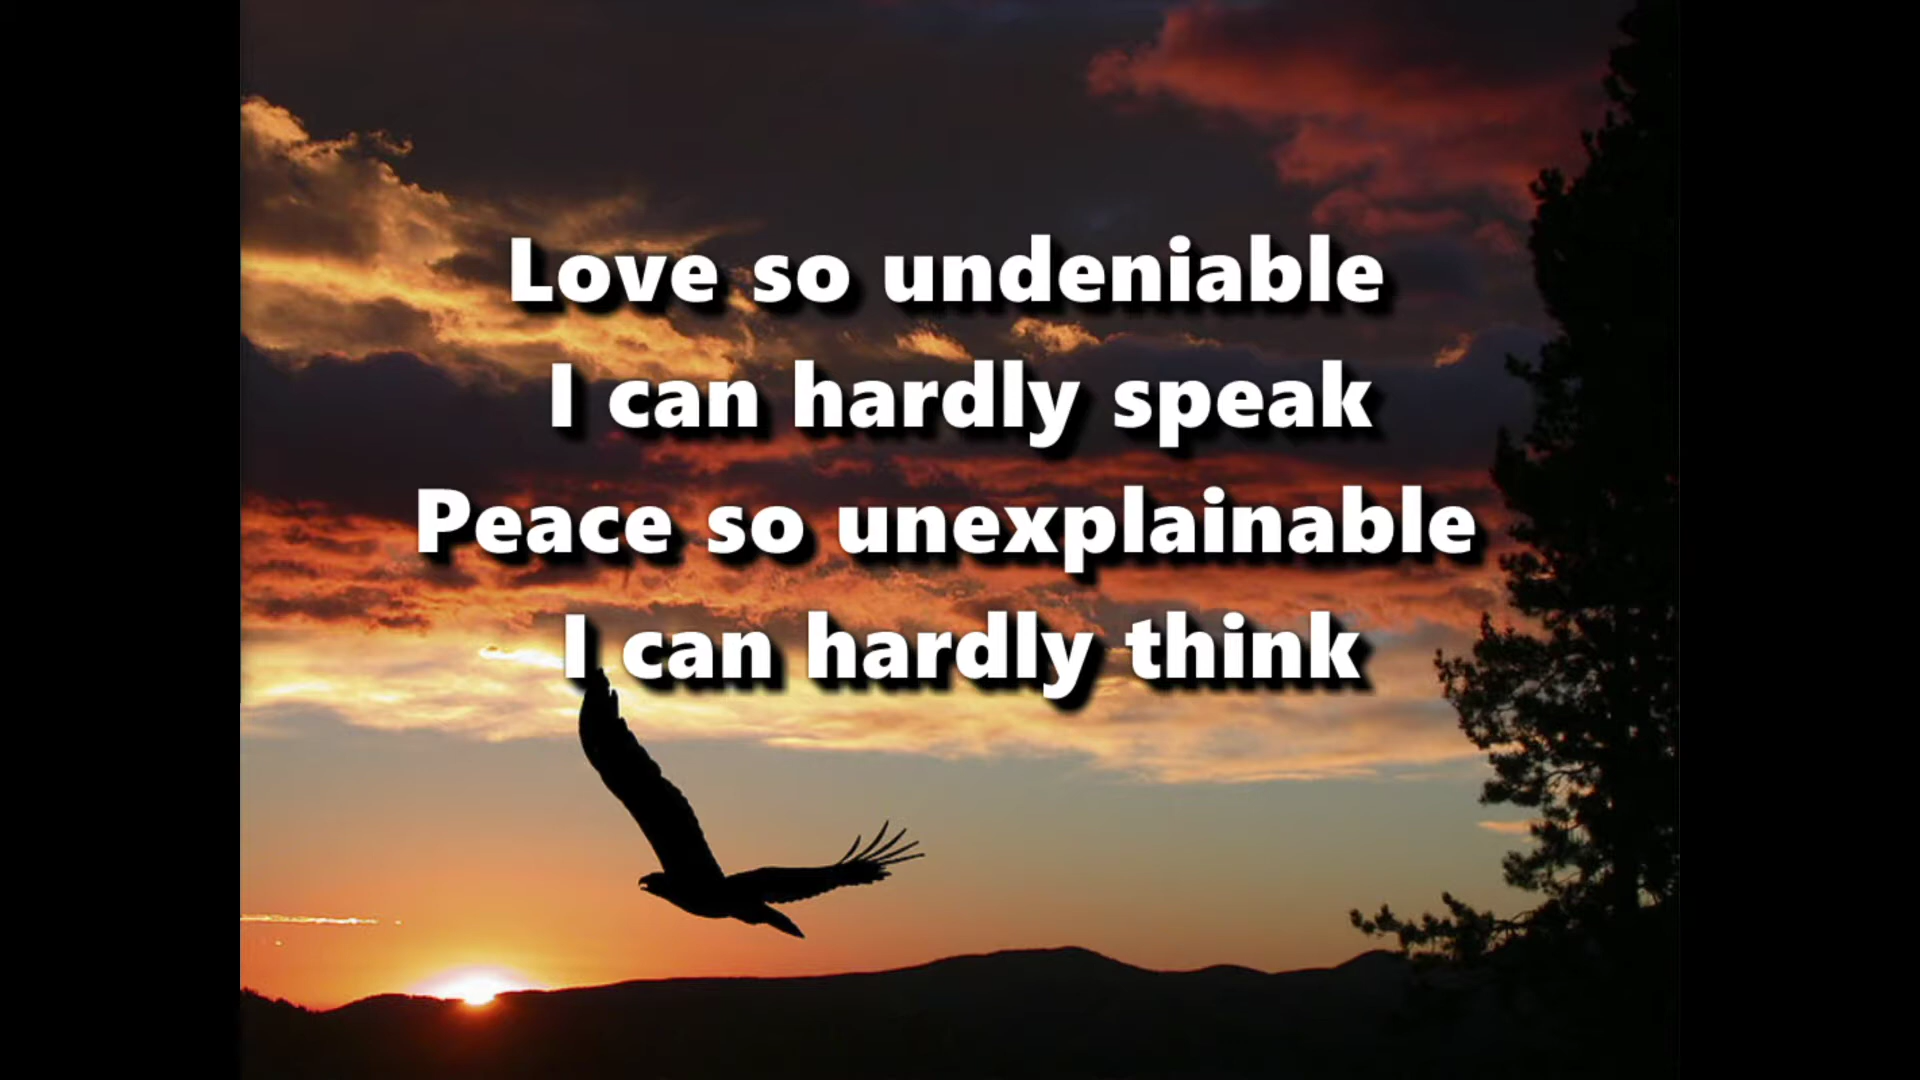 Love so undeniable
I can hardly speak
Peace so unexplainable
I can hardly think